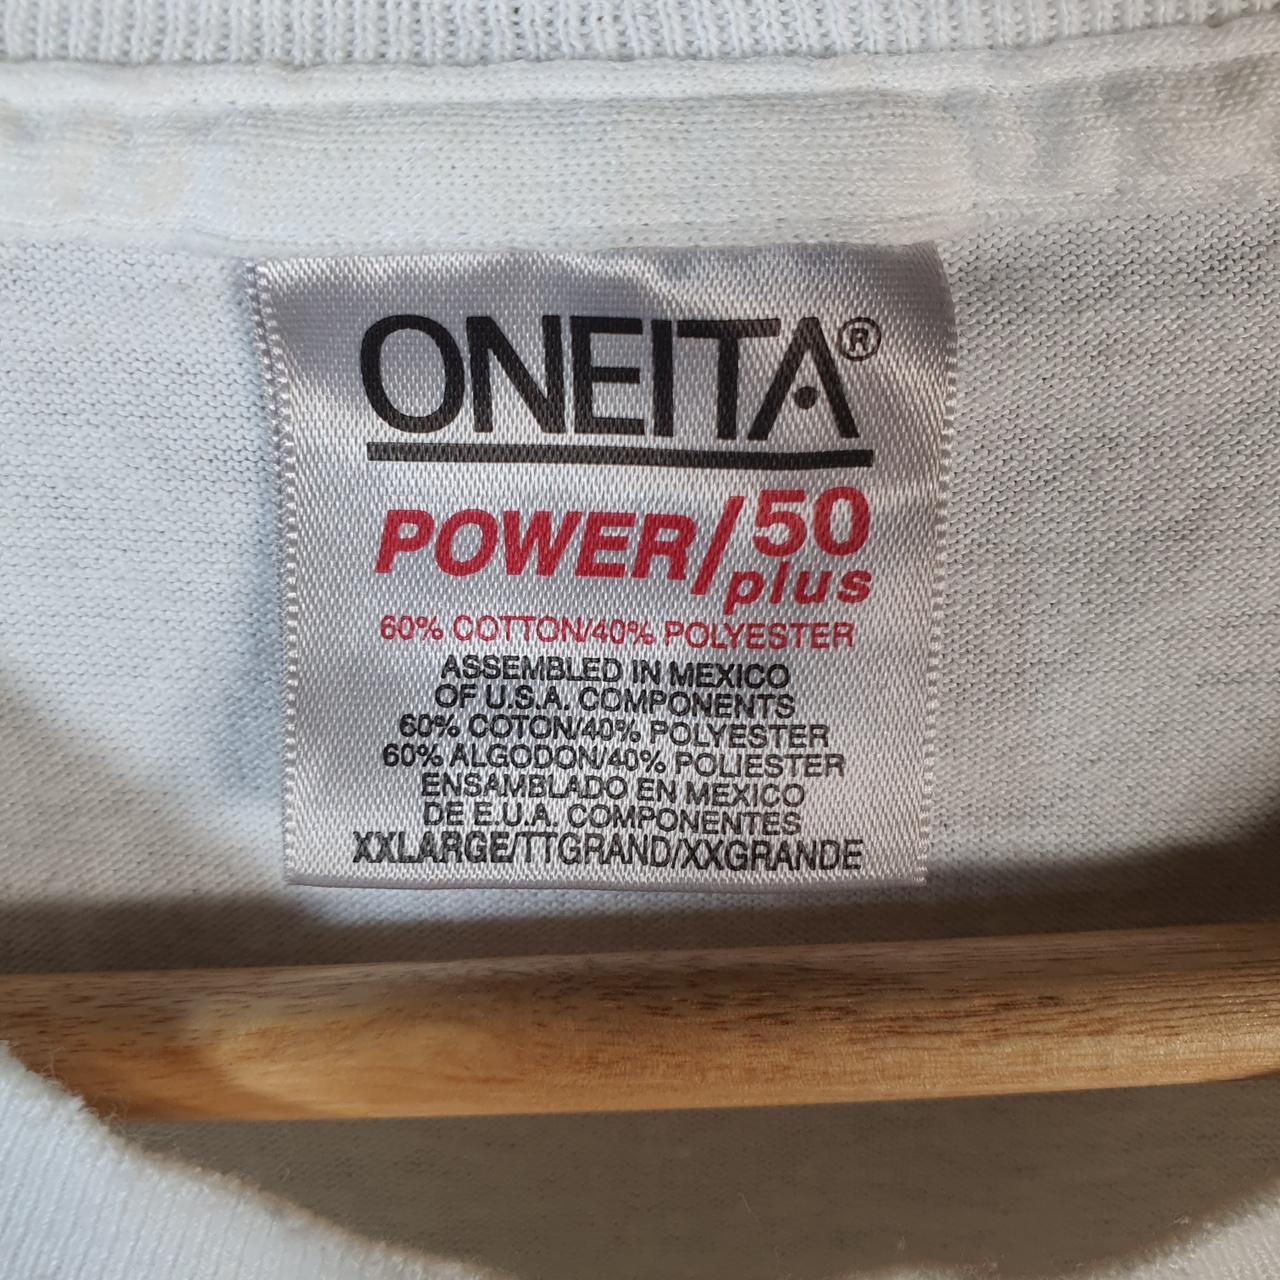 ONEITA®
POWER/50 plus
60% COTTON/40% POLYESTER
ASSEMBLED IN MEXICO
OF U.S.A. COMPONENTS
60% COTON/40% POLYESTER
60% ALGODON/40% POLIESTER
ENSAMBLADO EN MEXICO
DE E.U.A. COMPONENTES
XXLARGE/TTGRAND/XXGRANDE